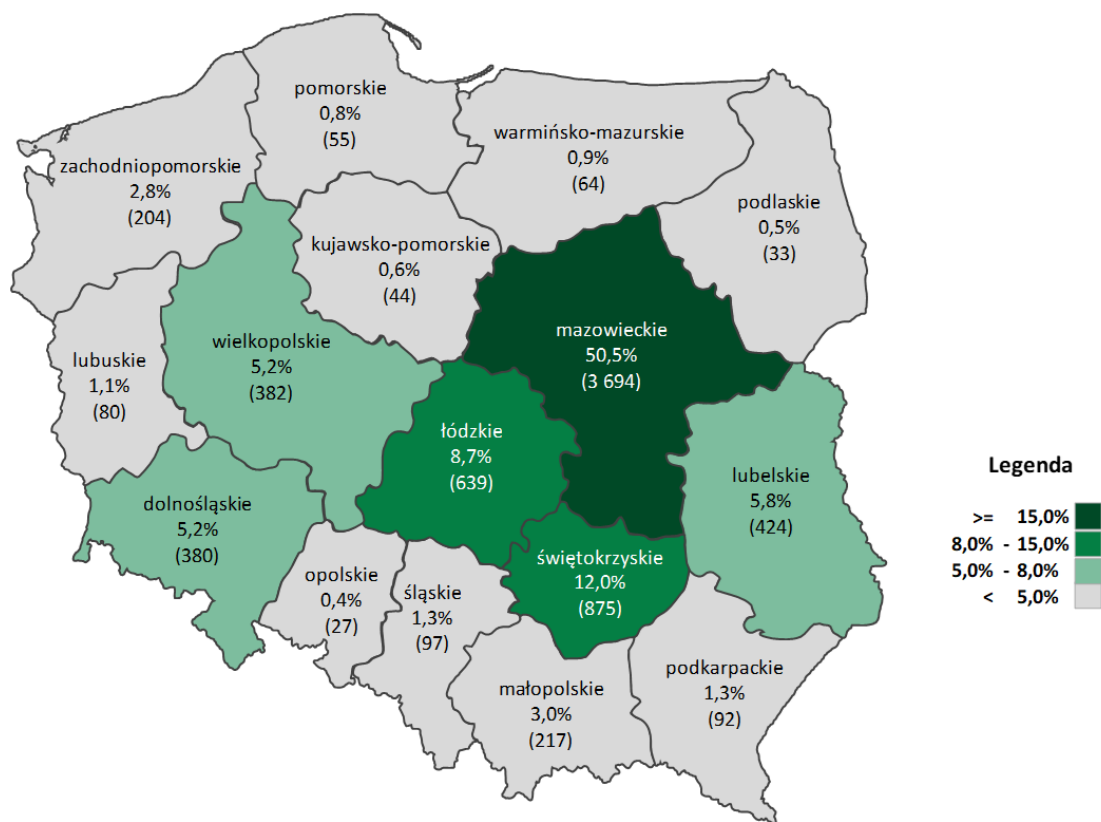 pomorskie
0,8%
(55)
warmińsko-mazurskie
0,9%
(64)
zachodniopomorskie
2,8%
(204)
podlaskie
0,5%
(33)
kujawsko-pomorskie
0,6%
(44)
mazowieckie
50,5%
(3 694)
wielkopolskie
5,2%
(382)
lubuskie
1,1%
(80)
łódzkie
8,7%
(639)
lubelskie
5,8%
(424)
dolnośląskie
5,2%
(380)
świętokrzyskie
12,0%
(875)
opolskie
0,4%
(27)
śląskie
1,3%
(97)
małopolskie
3,0%
(217)
podkarpackie
1,3%
(92)
Legenda
>= 15,0%
8,0% - 15,0%
5,0% - 8,0%
< 5,0%